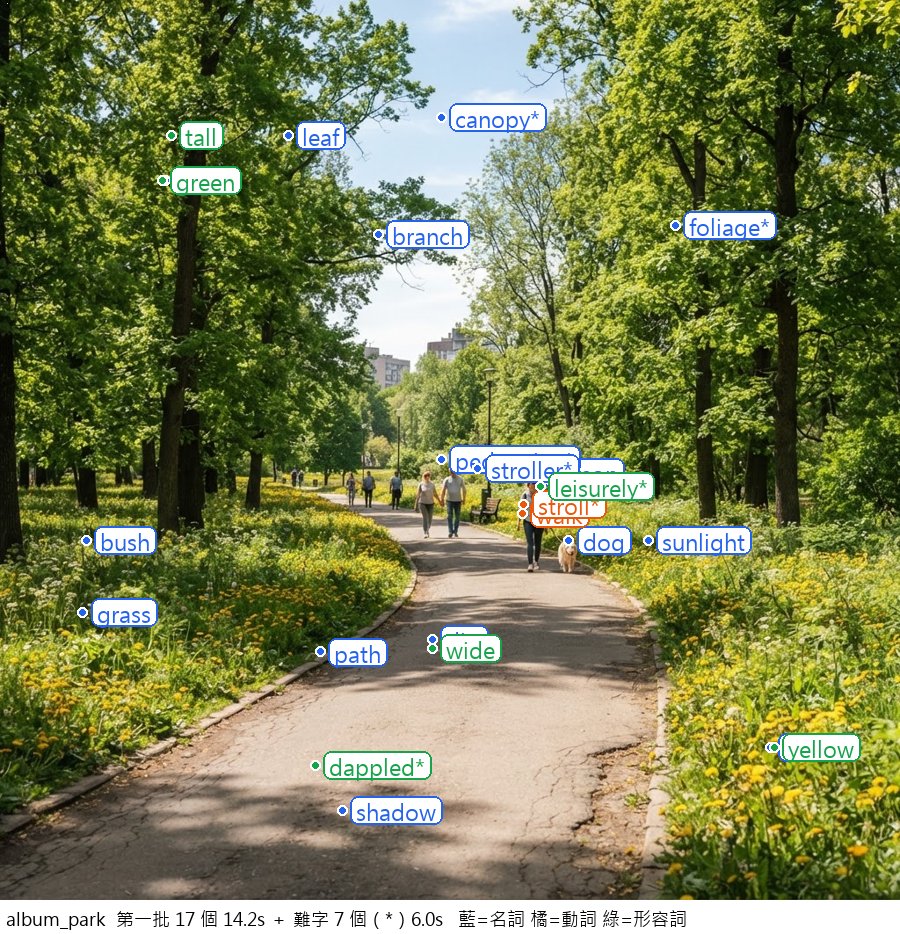 canopy*
tall
leaf
green
foliage*
branch
stroller*
leisurely*
stroll*
walk
bush
dog
sunlight
grass
wide
path
yellow
dappled*
shadow
album_park 第一批 17 個 14.2s + 難字 7 個 ( * ) 6.0s 藍=名詞 橘=動詞 綠=形容詞